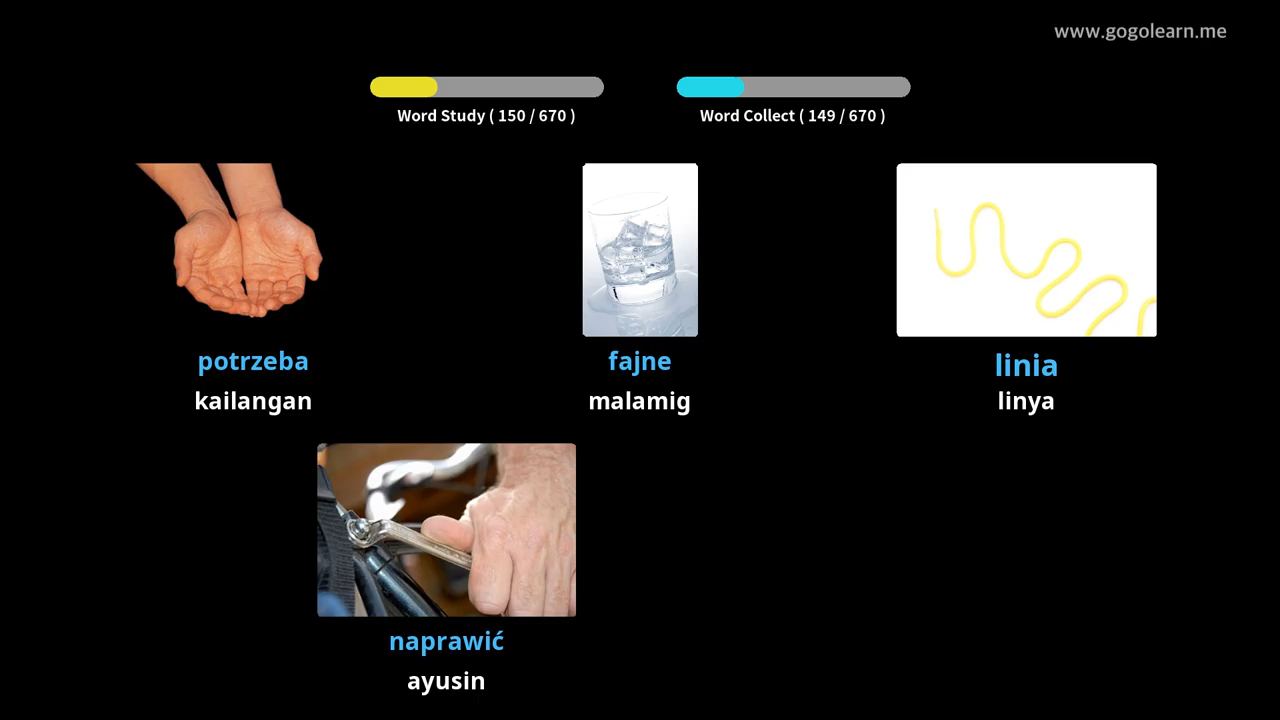 www.gogolearn.me
Word Study ( 150 / 670 )
Word Collect ( 149 / 670 )
potrzeba
kailangan
fajne
malamig
linia
linya
naprawić
ayusin